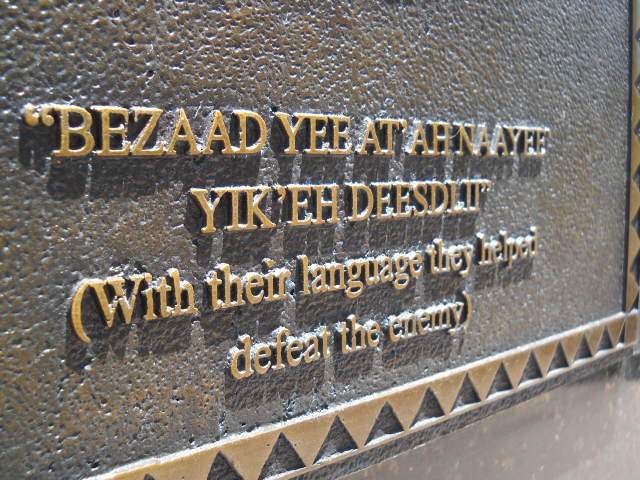 “BEZAAD YEE AT’AH NAAYEE’
YIK’EH DEESDLII”
(With their language they helped
defeat the enemy)